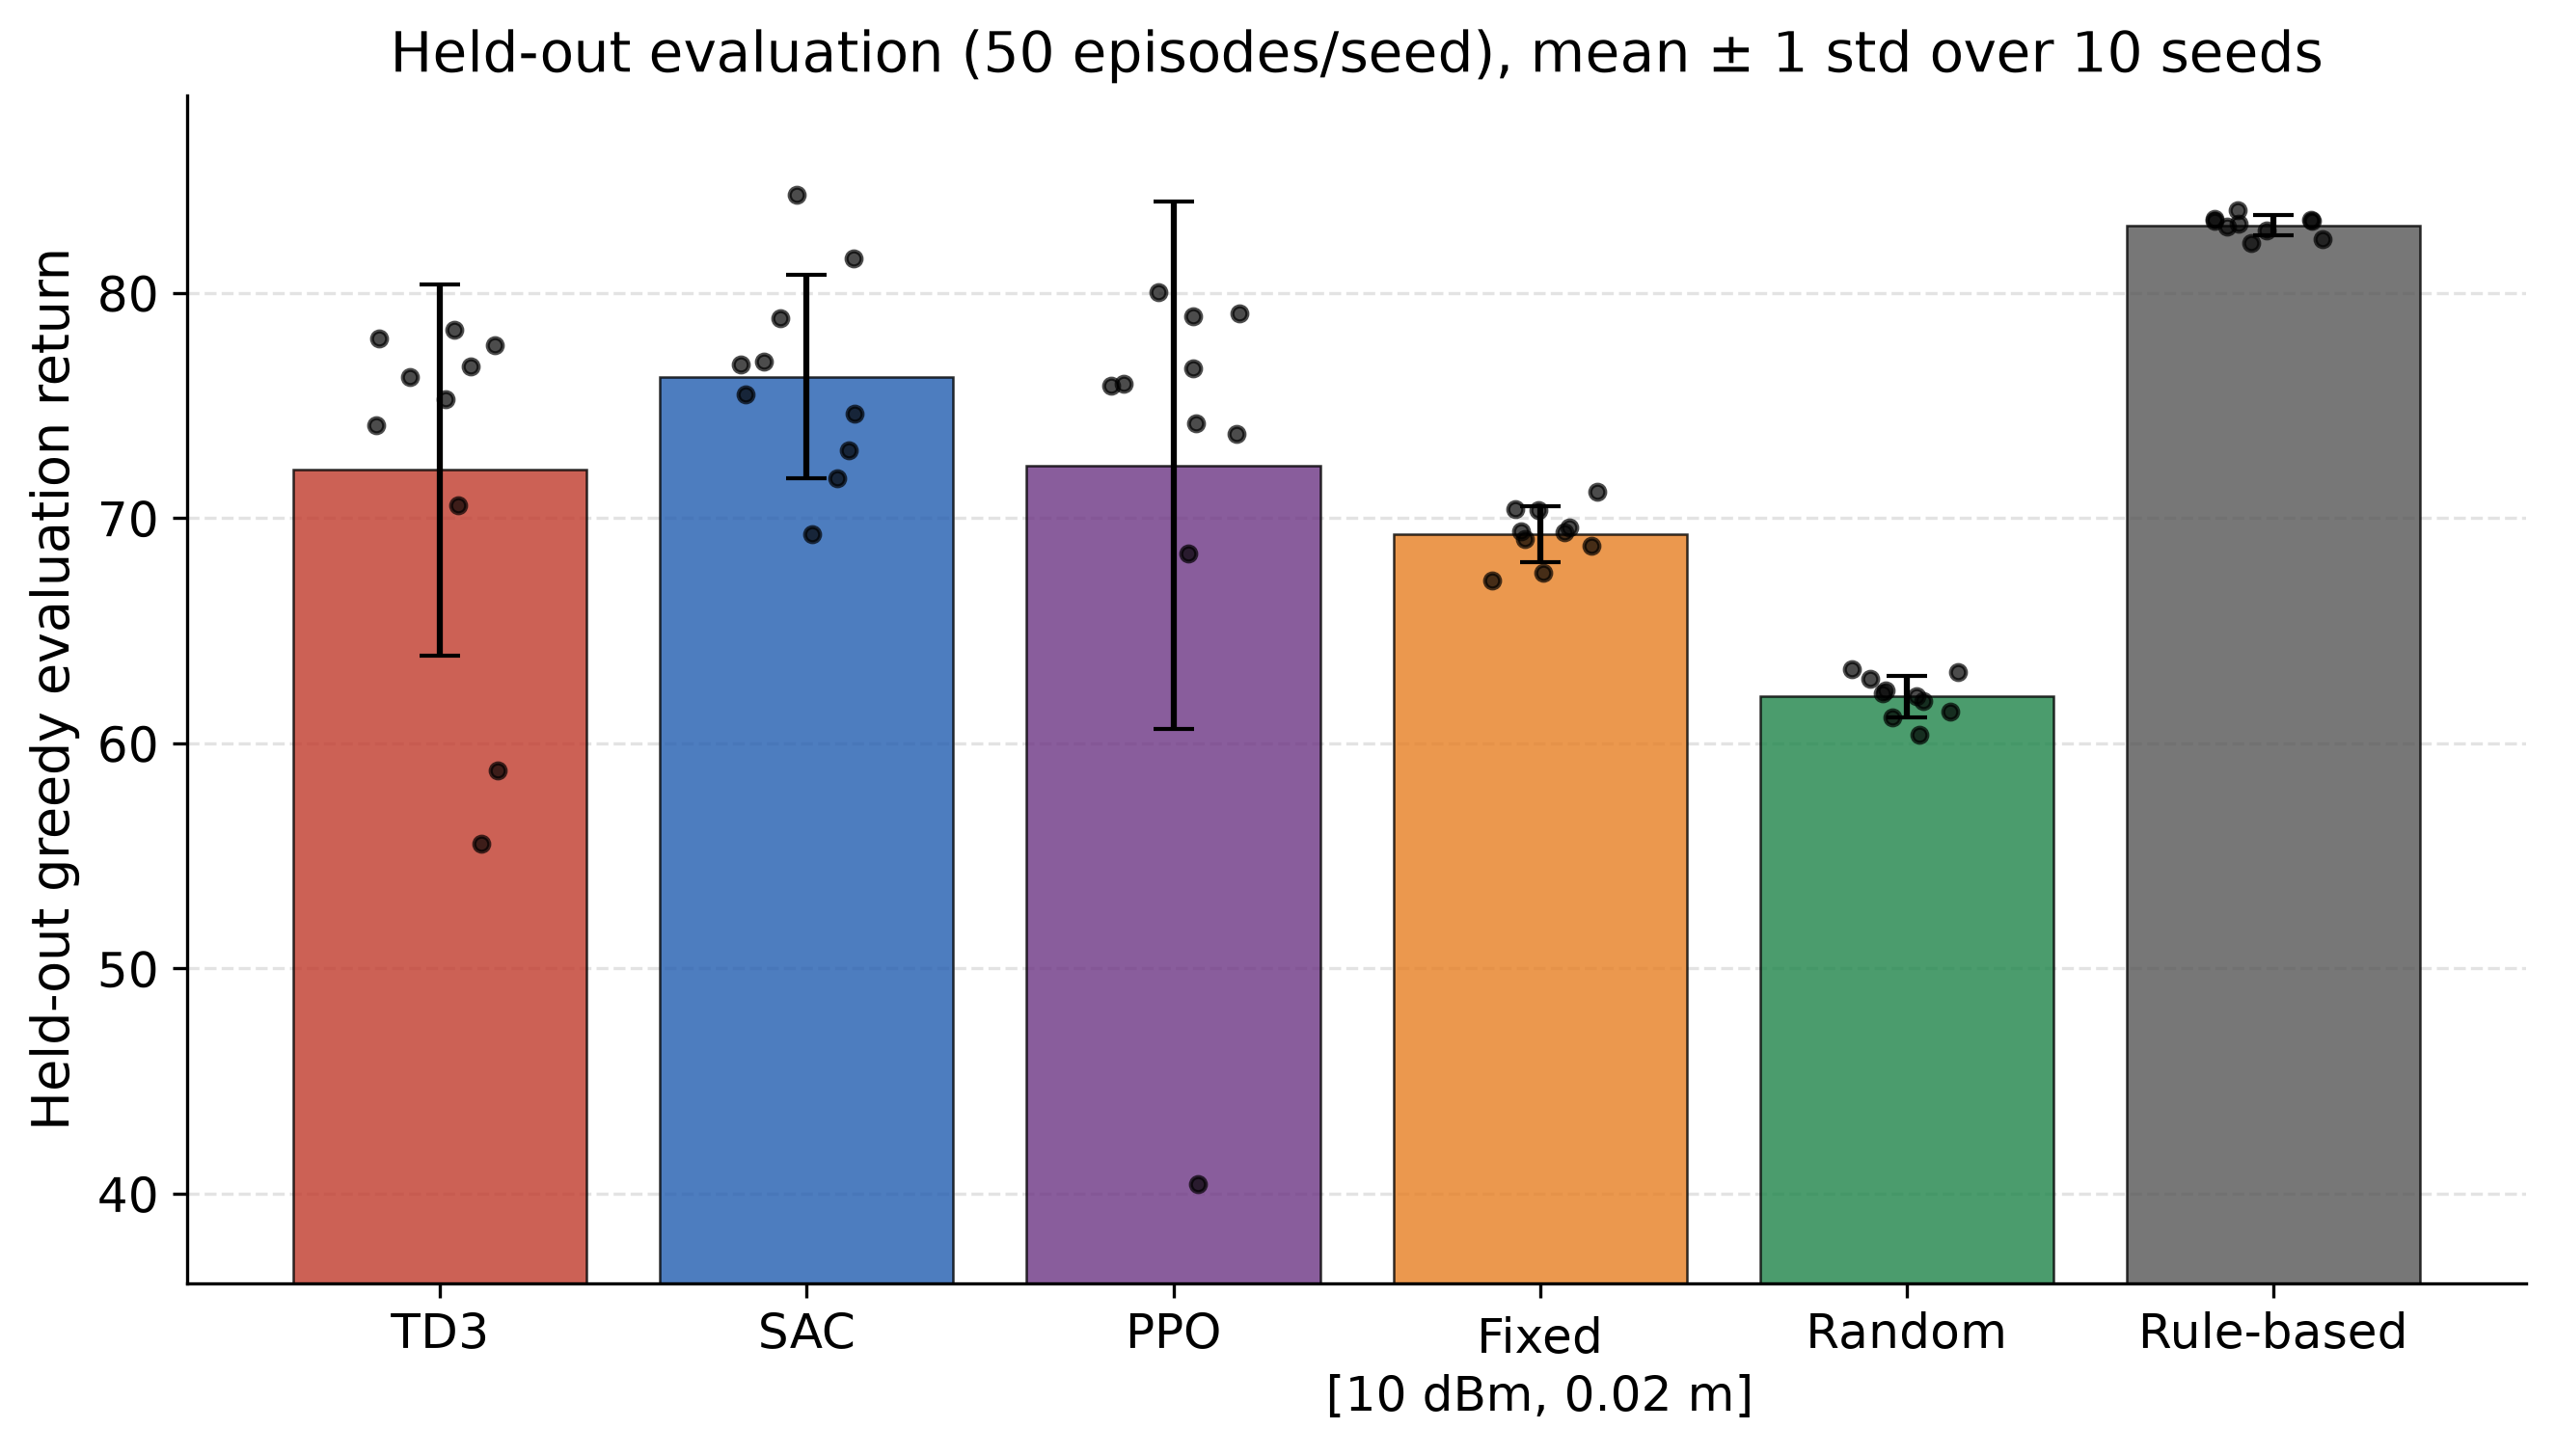 Held-out evaluation (50 episodes/seed), mean ± 1 std over 10 seeds
Held-out greedy evaluation return
80
70
60
50
40
TD3
SAC
PPO
Fixed
[10 dBm, 0.02 m]
Random
Rule-based